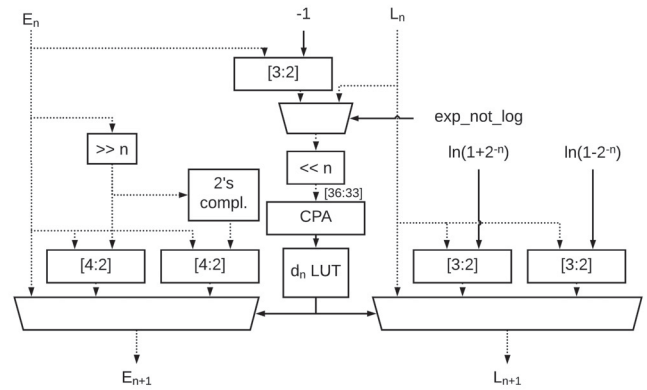 Eₙ
-1
Lₙ
[3:2]
exp_not_log
>> n
<< n
ln(1+2⁻ⁿ)
ln(1-2⁻ⁿ)
2's
compl.
[36:33]
CPA
[4:2]
[4:2]
dₙ LUT
[3:2]
[3:2]
Eₙ₊₁
Lₙ₊₁